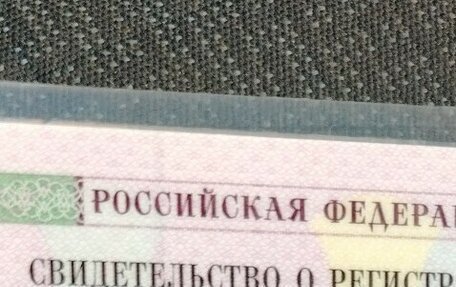 РОССИЙСКАЯ ФЕДЕРА
СВИДЕТЕЛЬСТВО О РЕГИСТР